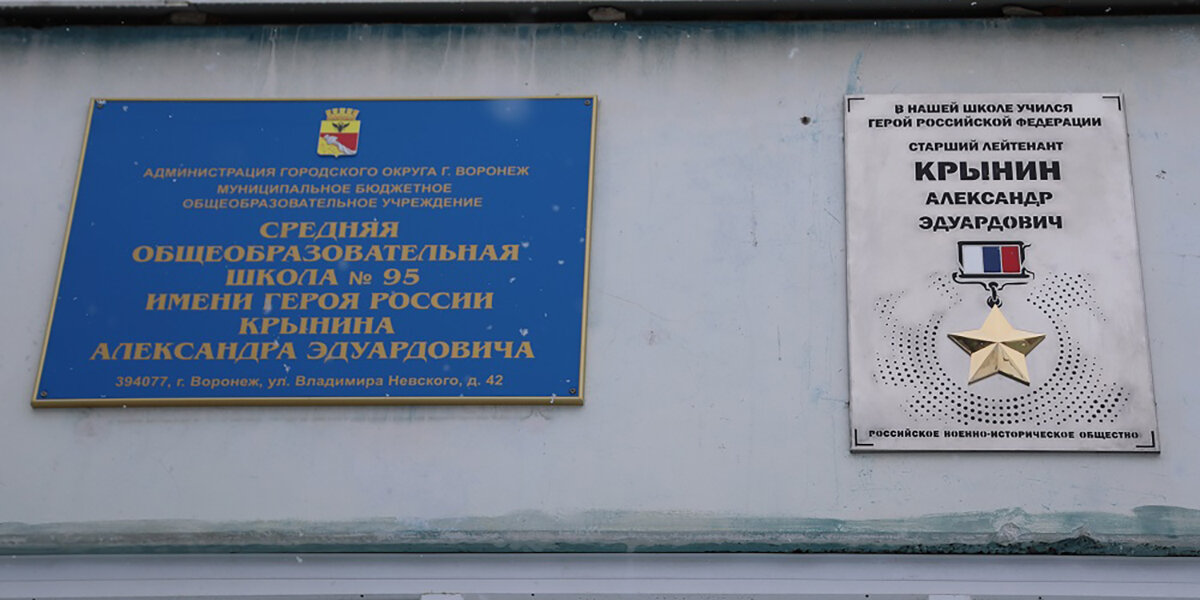 АДМИНИСТРАЦИЯ ГОРОДСКОГО ОКРУГА Г. ВОРОНЕЖ
МУНИЦИПАЛЬНОЕ БЮДЖЕТНОЕ
ОБЩЕОБРАЗОВАТЕЛЬНОЕ УЧРЕЖДЕНИЕ
СРЕДНЯЯ
ОБЩЕОБРАЗОВАТЕЛЬНАЯ
ШКОЛА № 95
ИМЕНИ ГЕРОЯ РОССИИ
КРЫНИНА
АЛЕКСАНДРА ЭДУАРДОВИЧА
394077, г. Воронеж, ул. Владимира Невского, д. 42
В НАШЕЙ ШКОЛЕ УЧИЛСЯ
ГЕРОЙ РОССИЙСКОЙ ФЕДЕРАЦИИ
СТАРШИЙ ЛЕЙТЕНАНТ
КРЫНИН
АЛЕКСАНДР
ЭДУАРДОВИЧ
РОССИЙСКОЕ ВОЕННО-ИСТОРИЧЕСКОЕ ОБЩЕСТВО